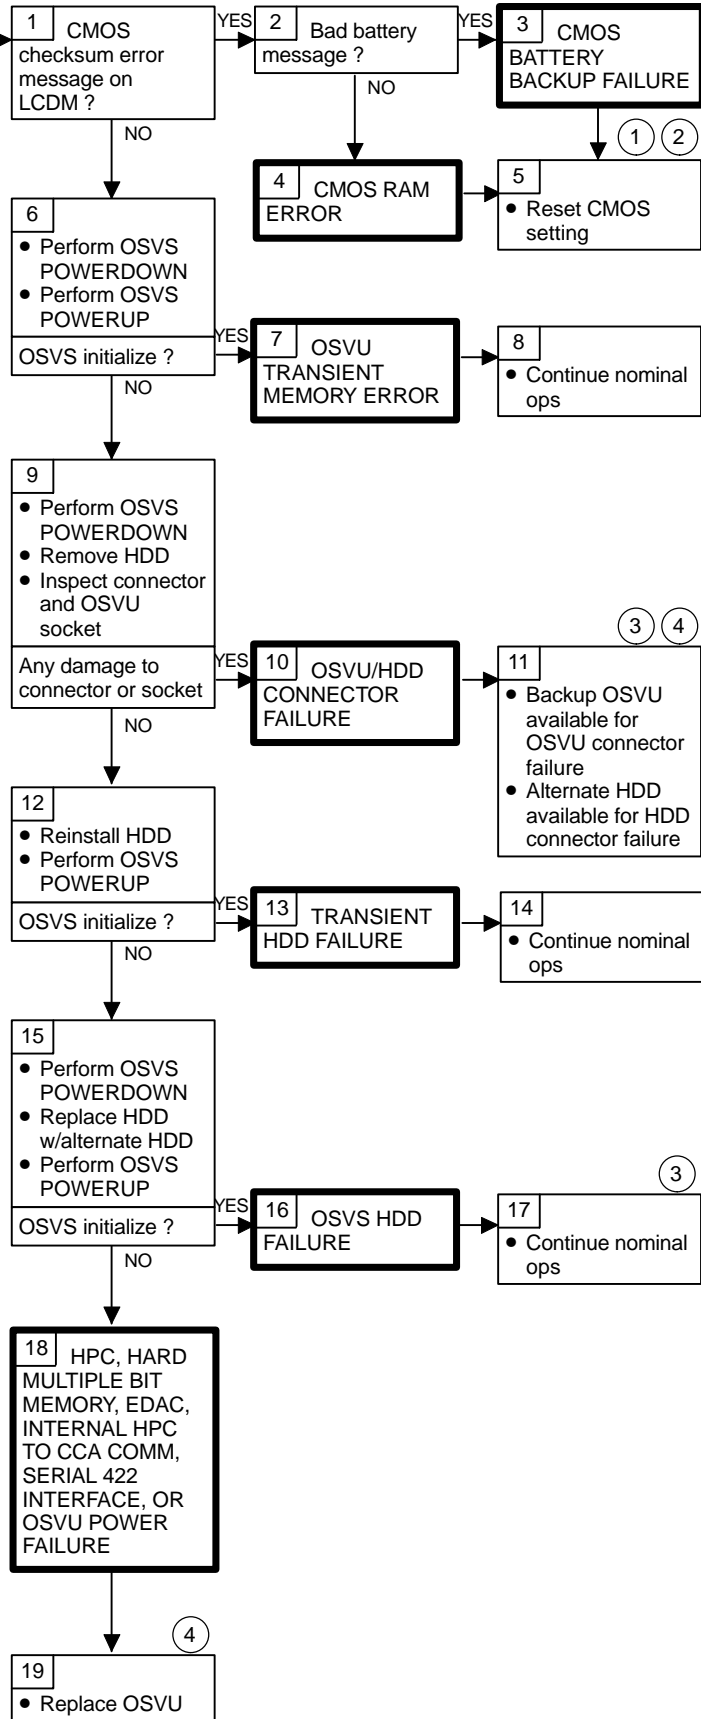 1 CMOS
checksum error
message on
LCDM ?
YES
2 Bad battery
message ?
YES
3 CMOS
BATTERY
BACKUP FAILURE
NO
NO
1 2
4 CMOS RAM
ERROR
5
• Reset CMOS
setting
6
• Perform OSVS
POWERDOWN
• Perform OSVS
POWERUP
OSVS initialize ?
YES
7 OSVU
TRANSIENT
MEMORY ERROR
8
• Continue nominal
ops
NO
9
• Perform OSVS
POWERDOWN
• Remove HDD
• Inspect connector
and OSVU
socket
Any damage to
connector or socket
YES
10 OSVU/HDD
CONNECTOR
FAILURE
3 4
11
• Backup OSVU
available for
OSVU connector
failure
• Alternate HDD
available for HDD
connector failure
NO
12
• Reinstall HDD
• Perform OSVS
POWERUP
OSVS initialize ?
YES
13 TRANSIENT
HDD FAILURE
14
• Continue nominal
ops
NO
15
• Perform OSVS
POWERDOWN
• Replace HDD
w/alternate HDD
• Perform OSVS
POWERUP
OSVS initialize ?
YES
16 OSVS HDD
FAILURE
3
17
• Continue nominal
ops
NO
18 HPC, HARD
MULTIPLE BIT
MEMORY, EDAC,
INTERNAL HPC
TO CCA COMM,
SERIAL 422
INTERFACE, OR
OSVU POWER
FAILURE
4
19
• Replace OSVU